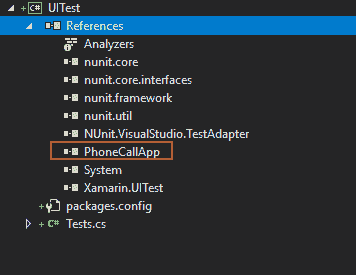 C# UITest
References
Analyzers
nunit.core
nunit.core.interfaces
nunit.framework
nunit.util
NUnit.VisualStudio.TestAdapter
PhoneCallApp
System
Xamarin.UITest
packages.config
C# Tests.cs